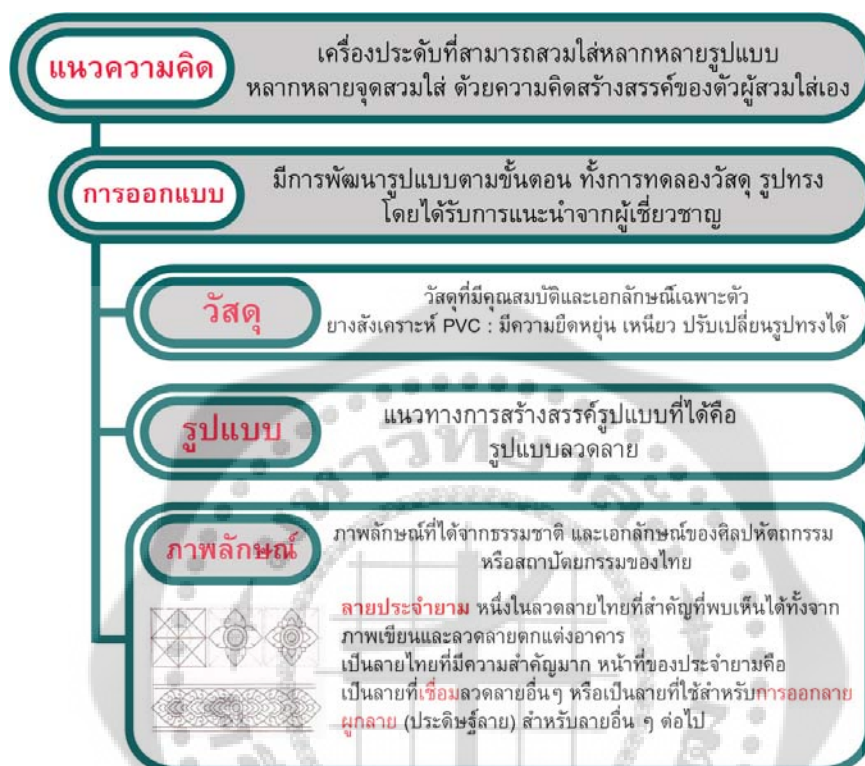 แนวความคิด
เครื่องประดับที่สามารถสวมใส่หลากหลายรูปแบบ
หลากหลายจุดสวมใส่ ด้วยความคิดสร้างสรรค์ของตัวผู้สวมใส่เอง
การออกแบบ
มีการพัฒนารูปแบบตามขั้นตอน ทั้งการทดลองวัสดุ รูปทรง
โดยได้รับการแนะนำจากผู้เชี่ยวชาญ
วัสดุ
วัสดุที่มีคุณสมบัติและเอกลักษณ์เฉพาะตัว
ยางสังเคราะห์ PVC : มีความยืดหยุ่น เหนียว ปรับเปลี่ยนรูปทรงได้
รูปแบบ
แนวทางการสร้างสรรค์รูปแบบที่ได้คือ
รูปแบบลวดลาย
ภาพลักษณ์
ภาพลักษณ์ที่ได้จากธรรมชาติ และเอกลักษณ์ของศิลปหัตถกรรม
หรือสถาปัตยกรรมของไทย
ลายประจำยาม หนึ่งในลวดลายไทยที่สำคัญที่พบเห็นได้ทั้งจาก
ภาพเขียนและลวดลายตกแต่งอาคาร
เป็นลายไทยที่มีความสำคัญมาก หน้าที่ของประจำยามคือ
เป็นลายที่เชื่อมลวดลายอื่นๆ หรือเป็นลายที่ใช้สำหรับการออกลาย
ผูกลาย (ประดิษฐ์ลาย) สำหรับลายอื่น ๆ ต่อไป